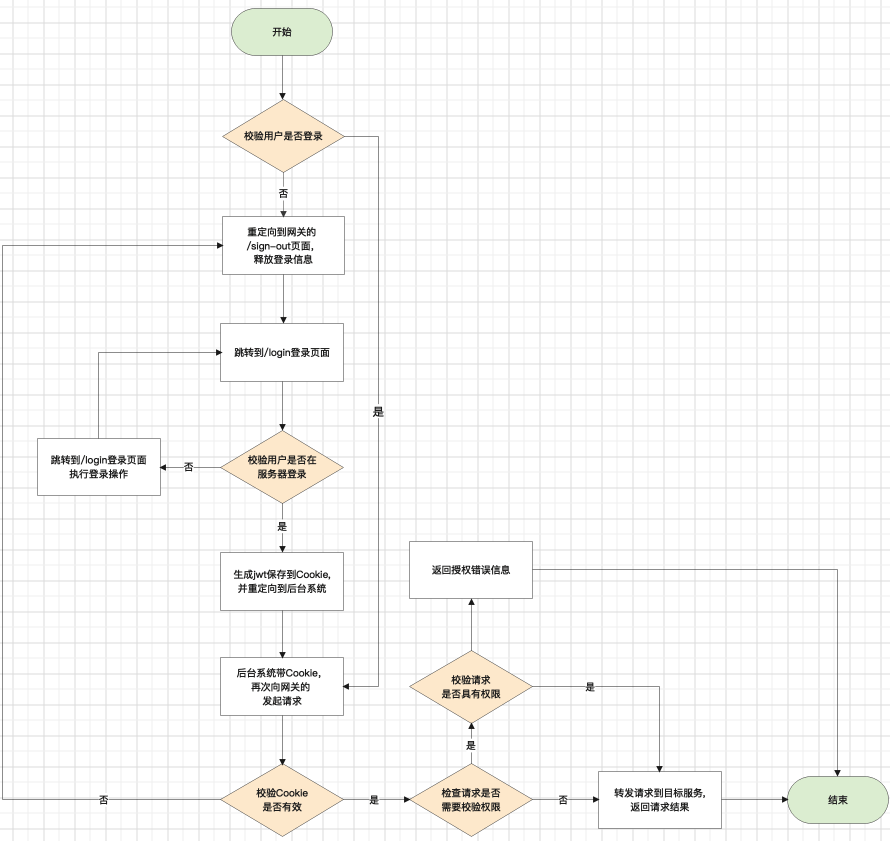 开始
校验用户是否登录
否
重定向到网关的
/sign-out页面，
释放登录信息
跳转到/login登录页面
是
跳转到/login登录页面
执行登录操作
否
校验用户是否在
服务器登录
是
生成jwt保存到Cookie，
并重定向到后台系统
返回授权错误信息
后台系统带Cookie，
再次向网关的
发起请求
校验请求
是否具有权限
是
是
否
校验Cookie
是否有效
是
检查请求是否
需要校验权限
否
转发请求到目标服务，
返回请求结果
结束